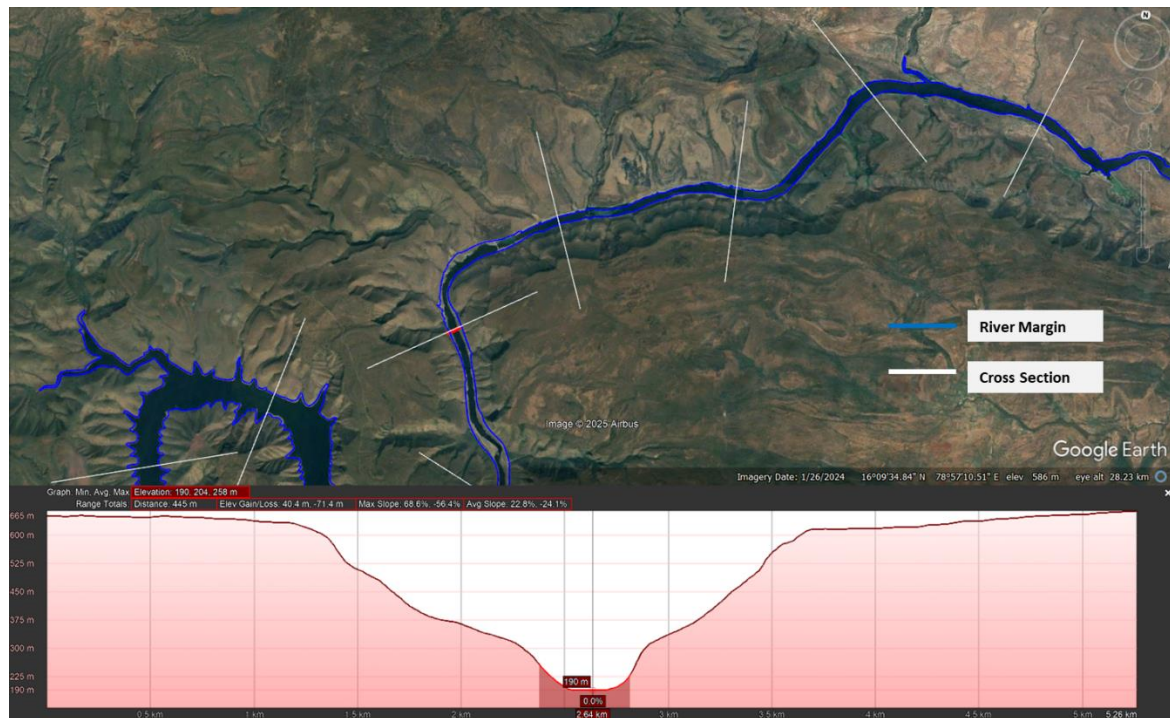 N
River Margin
Cross Section
Image © 2025 Airbus
Google Earth
Imagery Date: 1/26/2024 16°09'34.84" N 78°57'10.51" E elev 586 m eye alt 28.23 km
Graph: Min, Avg, Max Elevation: 190, 204, 258 m
Range Totals: Distance: 445 m Elev Gain/Loss: 40.4 m, -71.4 m Max Slope: 68.6%, -56.4% Avg Slope: 22.8%, -24.1%
665 m
600 m
525 m
450 m
375 m
300 m
225 m
190 m
190 m
0.0%
0.5 km 1 km 1.5 km 2 km 2.64 km 3 km 3.5 km 4 km 4.5 km 5 km 5.26 km